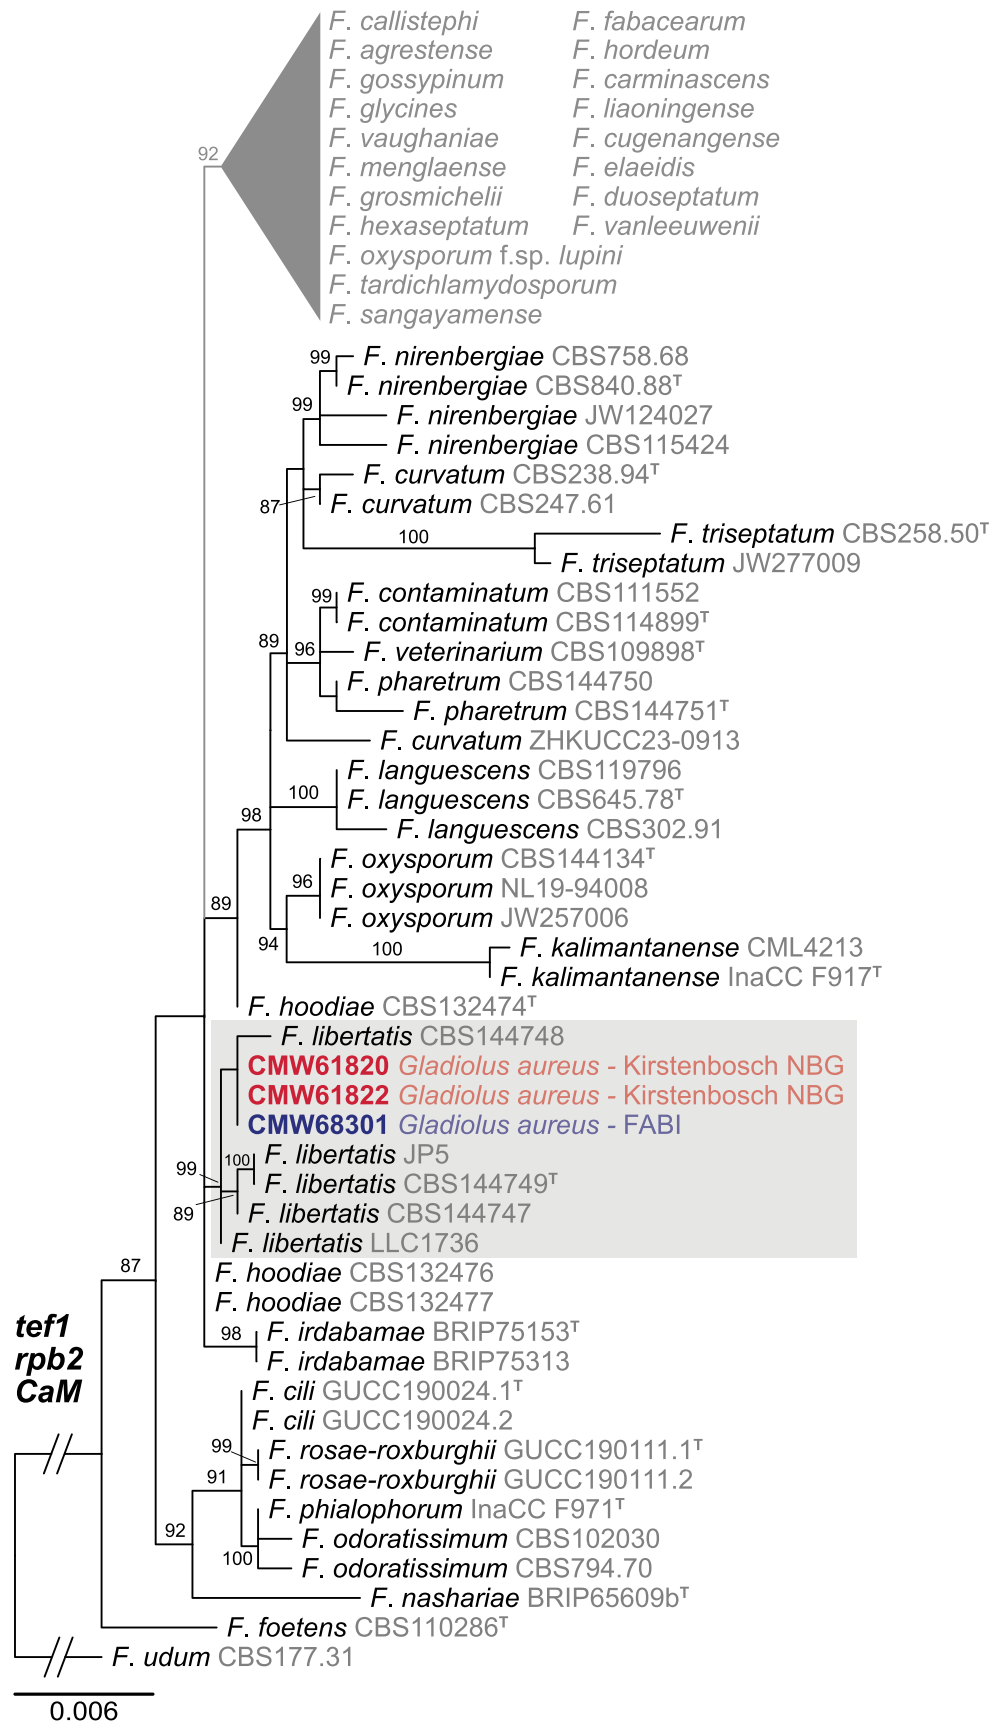 F. callistephi F. fabacearum
F. agrestense F. hordeum
F. gossypinum F. carminascens
F. glycines F. liaoningense
F. vaughaniae F. cugenangense
92 F. menglaense F. elaeidis
F. grosmichelii F. duoseptatum
F. hexaseptatum F. vanleeuwenii
F. oxysporum f.sp. lupini
F. tardichlamydosporum
F. sangayamense
99 F. nirenbergiae CBS758.68
F. nirenbergiae CBS840.88ᵀ
99 F. nirenbergiae JW124027
F. nirenbergiae CBS115424
F. curvatum CBS238.94ᵀ
87 F. curvatum CBS247.61
100 F. triseptatum CBS258.50ᵀ
F. triseptatum JW277009
99 F. contaminatum CBS111552
F. contaminatum CBS114899ᵀ
89 96 F. veterinarium CBS109898ᵀ
F. pharetrum CBS144750
F. pharetrum CBS144751ᵀ
F. curvatum ZHKUCC23-0913
F. languescens CBS119796
100 F. languescens CBS645.78ᵀ
98 F. languescens CBS302.91
F. oxysporum CBS144134ᵀ
96 F. oxysporum NL19-94008
89 F. oxysporum JW257006
94 100 F. kalimantanense CML4213
F. kalimantanense InaCC F917ᵀ
F. hoodiae CBS132474ᵀ
F. libertatis CBS144748
CMW61820 Gladiolus aureus - Kirstenbosch NBG
CMW61822 Gladiolus aureus - Kirstenbosch NBG
CMW68301 Gladiolus aureus - FABI
100 F. libertatis JP5
99 F. libertatis CBS144749ᵀ
89 F. libertatis CBS144747
F. libertatis LLC1736
87 F. hoodiae CBS132476
F. hoodiae CBS132477
tef1
98 F. irdabamae BRIP75153ᵀ
rpb2
F. irdabamae BRIP75313
CaM
F. cili GUCC190024.1ᵀ
F. cili GUCC190024.2
99 F. rosae-roxburghii GUCC190111.1ᵀ
91 F. rosae-roxburghii GUCC190111.2
F. phialophorum InaCC F971ᵀ
92 F. odoratissimum CBS102030
100 F. odoratissimum CBS794.70
F. nashariae BRIP65609bᵀ
F. foetens CBS110286ᵀ
F. udum CBS177.31
0.006